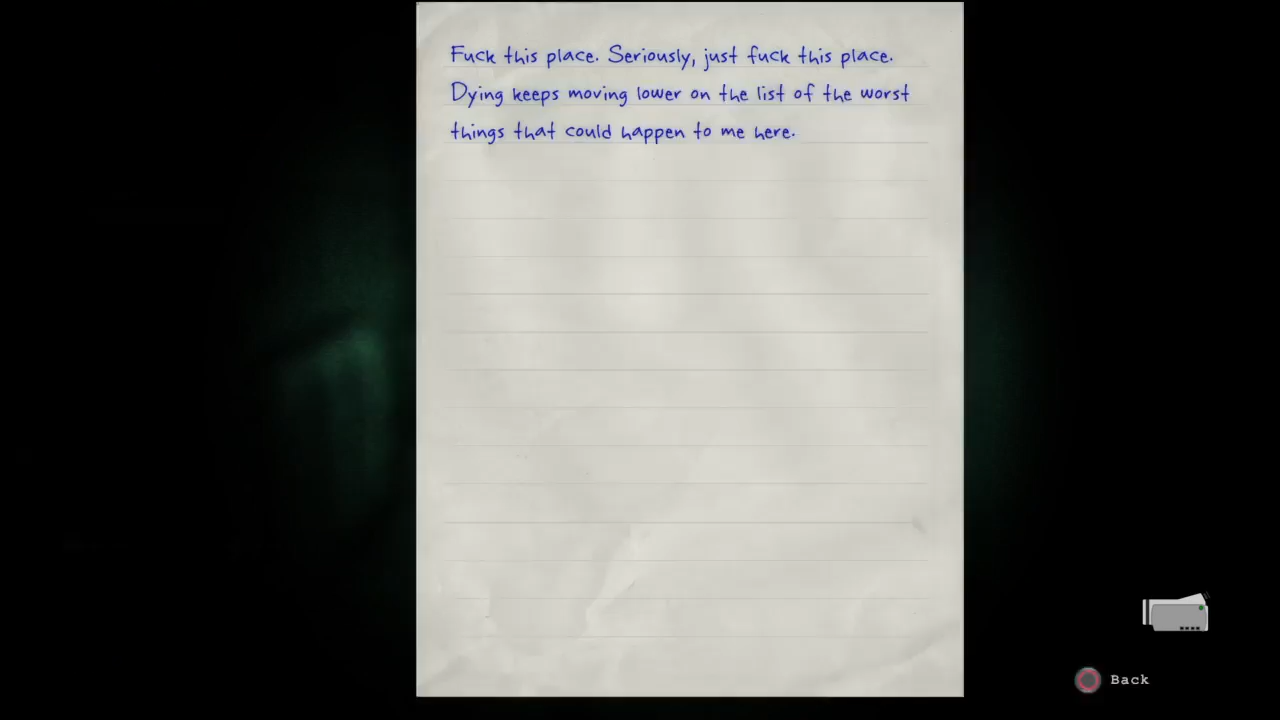 Fuck this place. Seriously, just fuck this place.
Dying keeps moving lower on the list of the worst
things that could happen to me here.
Back